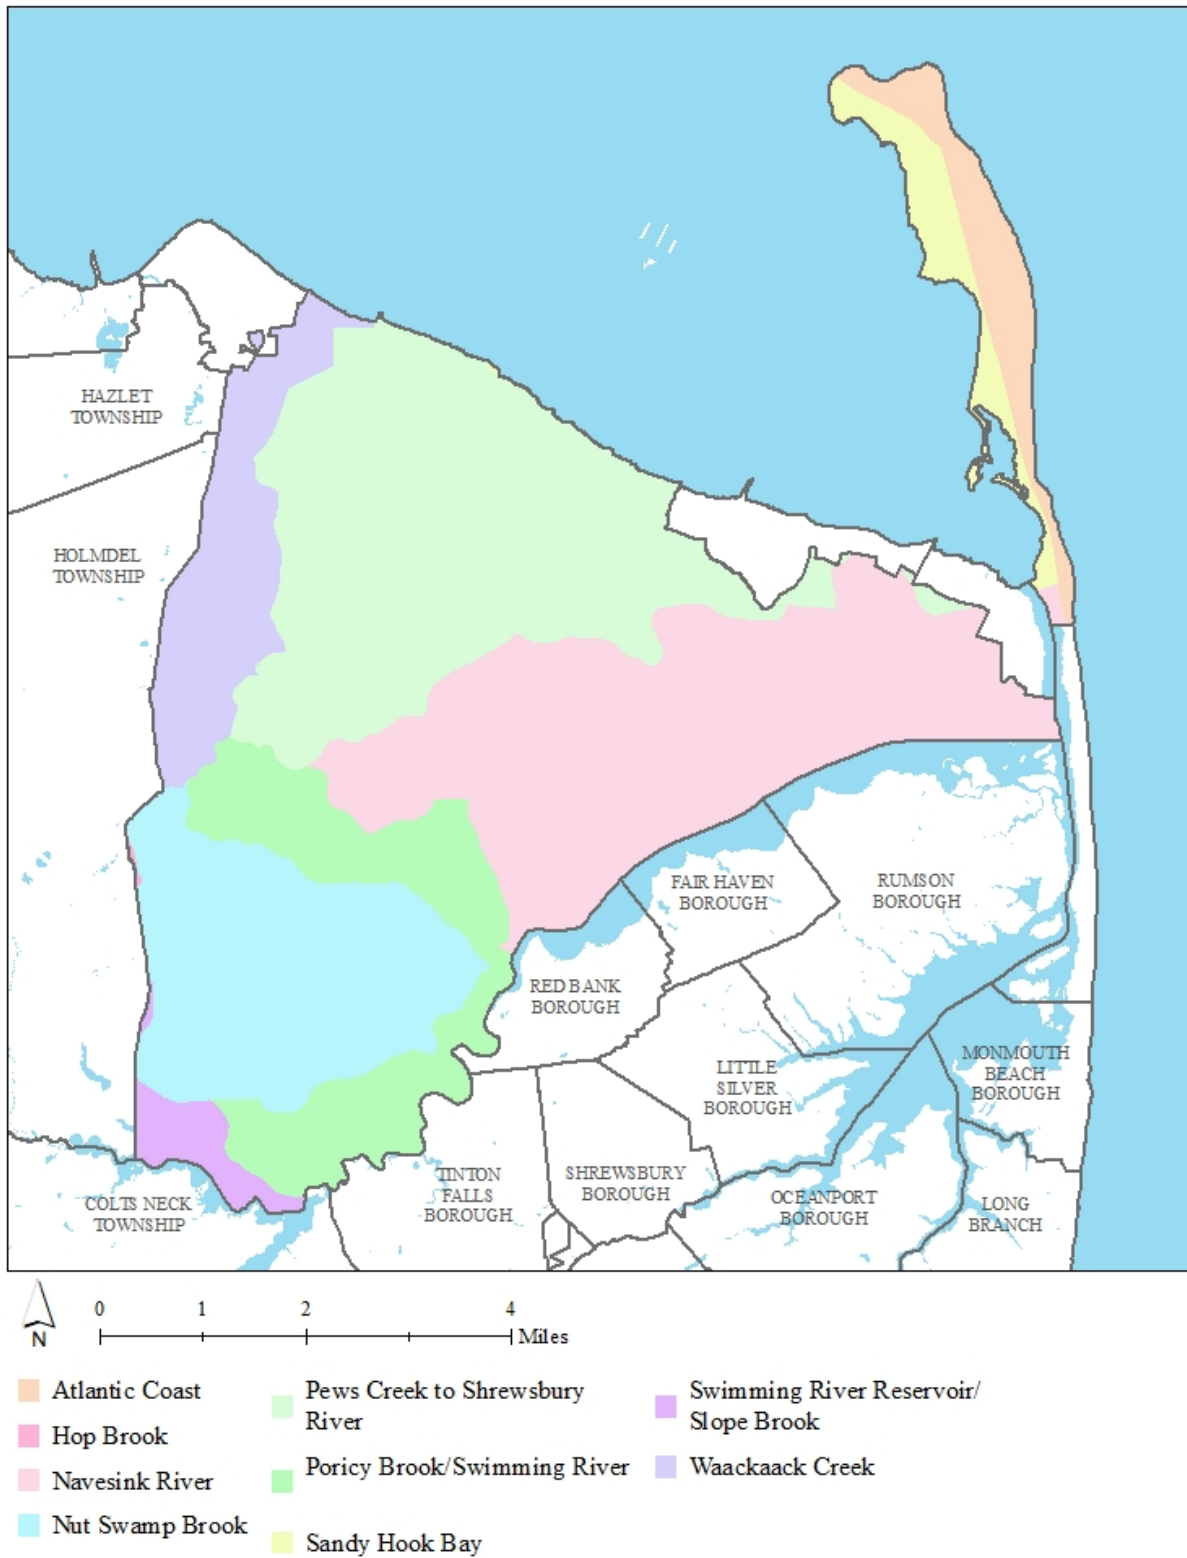 HAZLET
TOWNSHIP
HOLMDEL
TOWNSHIP
FAIR HAVEN
BOROUGH
RUMSON
BOROUGH
RED BANK
BOROUGH
LITTLE
SILVER
BOROUGH
MONMOUTH
BEACH
BOROUGH
COLTS NECK
TOWNSHIP
TINTON
FALLS
BOROUGH
SHREWSBURY
BOROUGH
OCEANPORT
BOROUGH
LONG
BRANCH
N
0 1 2 4
Miles
Atlantic Coast
Hop Brook
Navesink River
Nut Swamp Brook
Pews Creek to Shrewsbury
River
Poricy Brook/Swimming River
Sandy Hook Bay
Swimming River Reservoir/
Slope Brook
Waackaack Creek